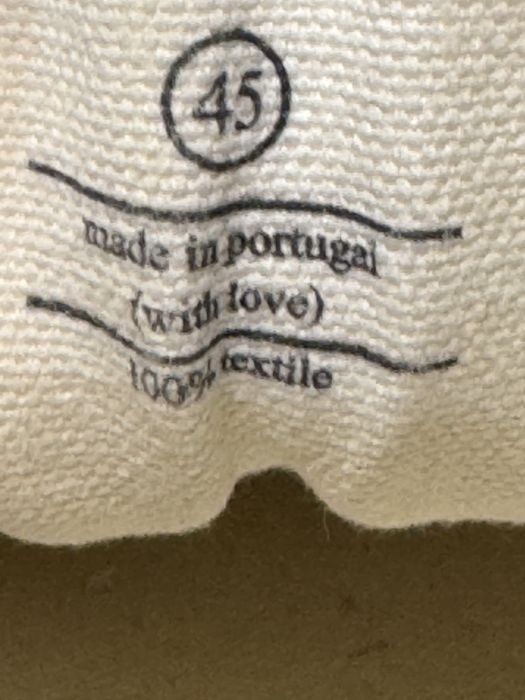 45
made in portugal
(with love)
100% textile